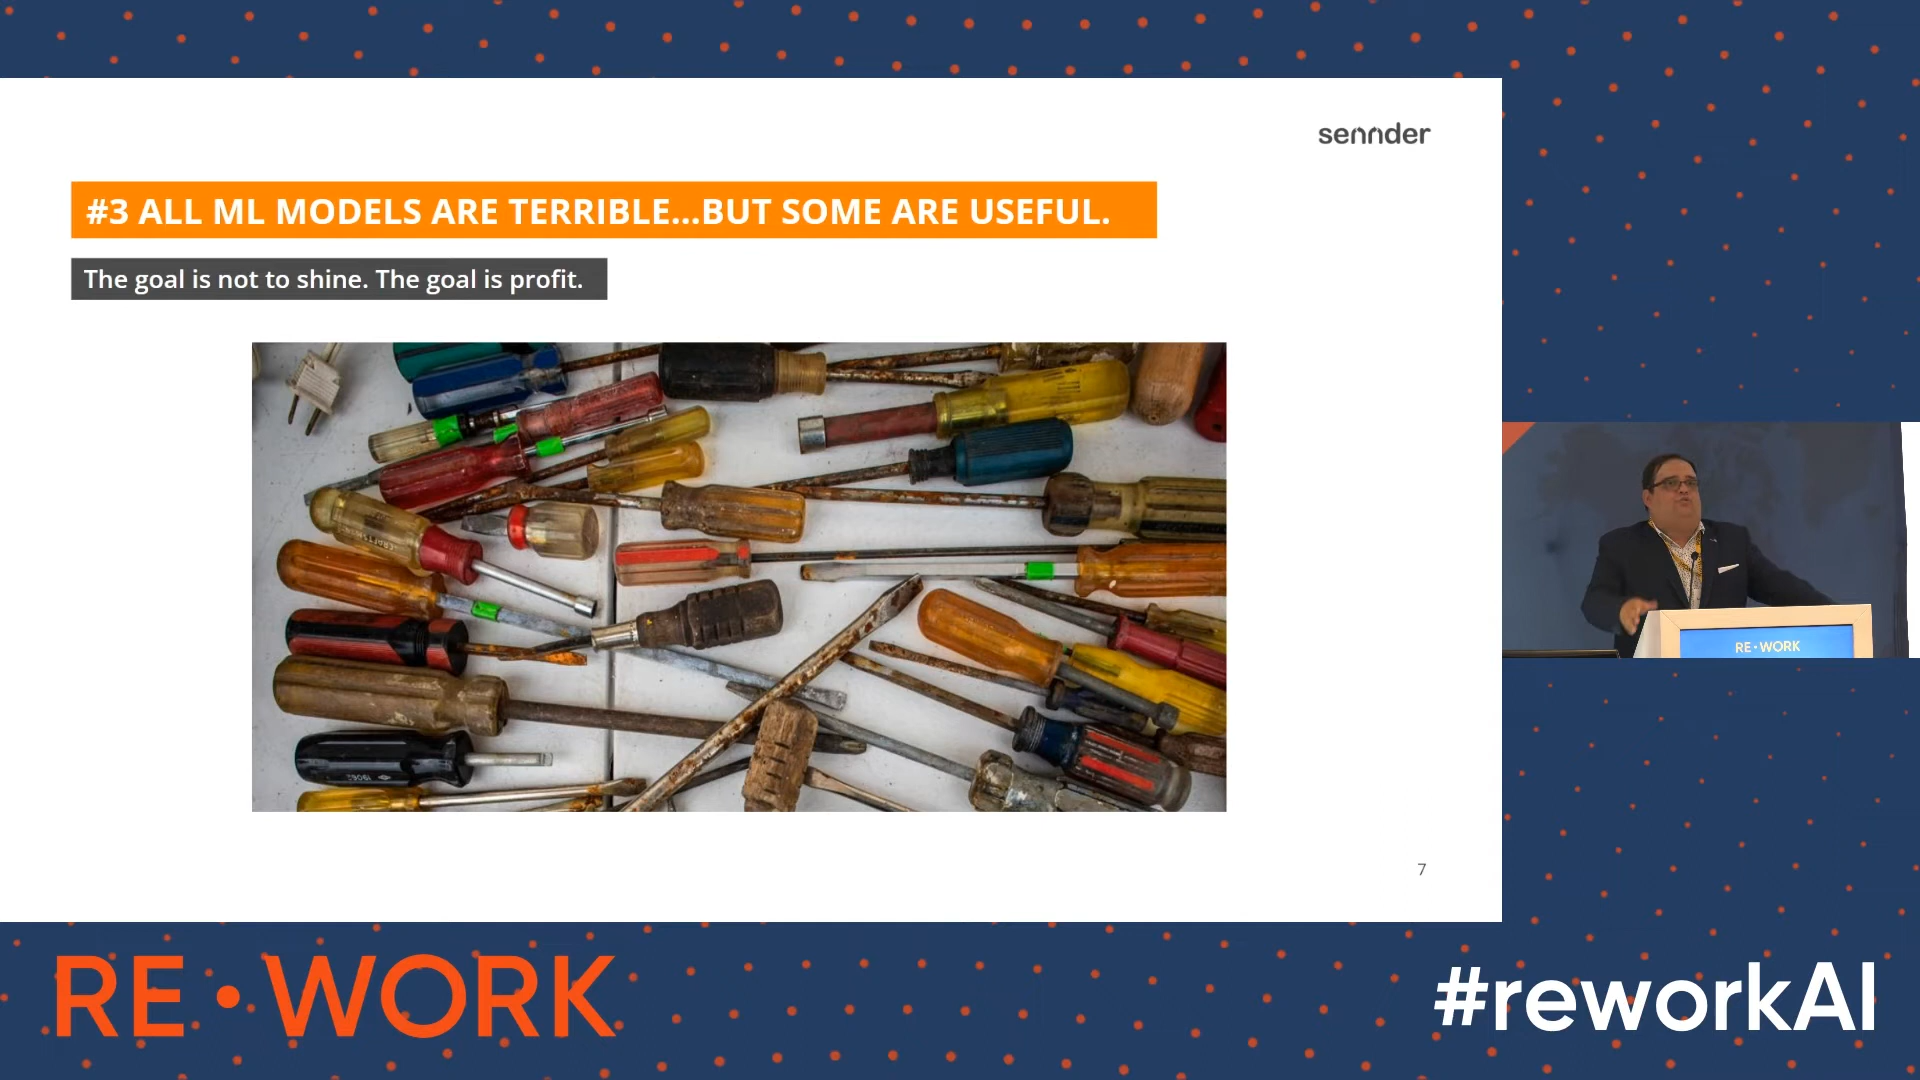 sennder
#3 ALL ML MODELS ARE TERRIBLE...BUT SOME ARE USEFUL.
The goal is not to shine. The goal is profit.
7
RE•WORK
RE•WORK
#reworkAI